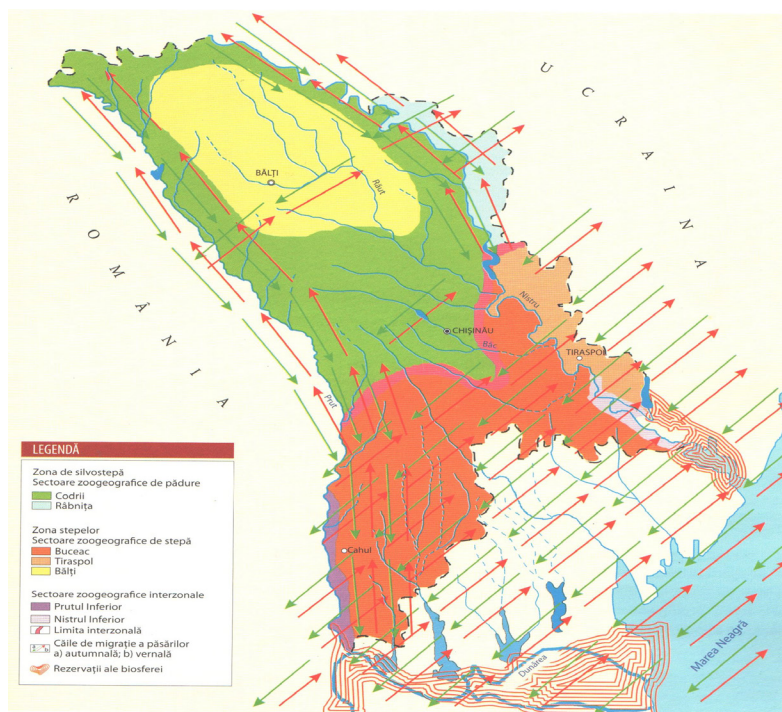 UCRAINA
ROMÂNIA
BĂLȚI
Răut
Nistru
CHIȘINĂU
Bâc
TIRASPOL
Prut
Cahul
Dunărea
Marea Neagră
LEGENDĂ
Zona de silvostepă
Sectoare zoogeografice de pădure
Codrii
Râbnița
Zona stepelor
Sectoare zoogeografice de stepă
Buceac
Tiraspol
Bălți
Sectoare zoogeografice interzonale
Prutul Inferior
Nistrul Inferior
Limita interzonală
Căile de migrație a păsărilor
a) autumnală; b) vernală
Rezervații ale biosferei